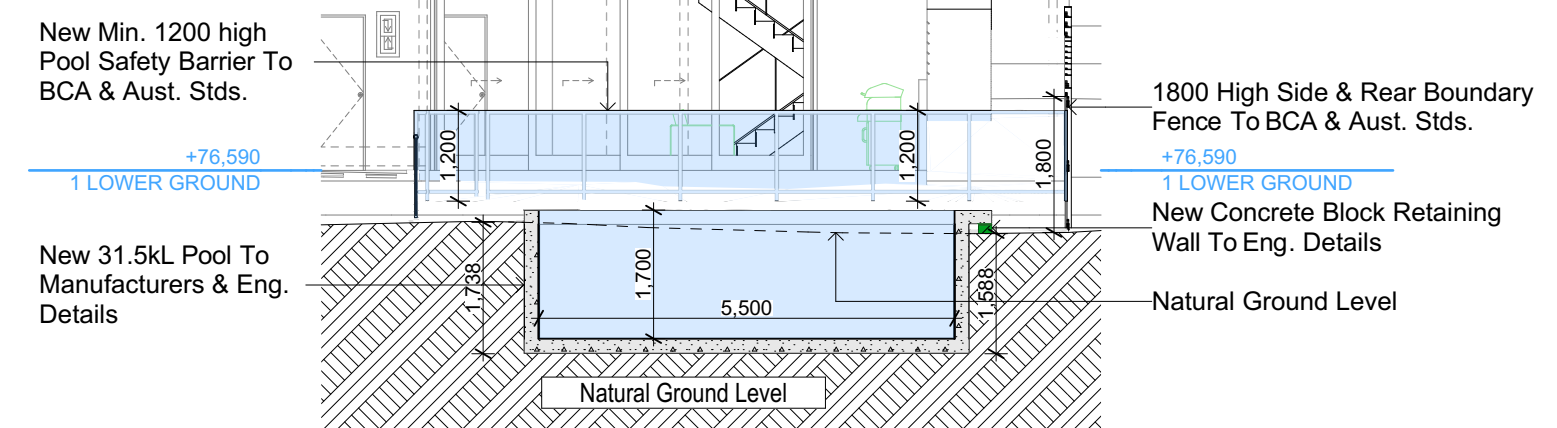 New Min. 1200 high
Pool Safety Barrier To
BCA & Aust. Stds.
1800 High Side & Rear Boundary
Fence To BCA & Aust. Stds.
1,200
1,200
1,800
+76,590
1 LOWER GROUND
+76,590
1 LOWER GROUND
New Concrete Block Retaining
Wall To Eng. Details
New 31.5kL Pool To
Manufacturers & Eng.
Details
1,738
1,700
5,500
1,588
Natural Ground Level
Natural Ground Level